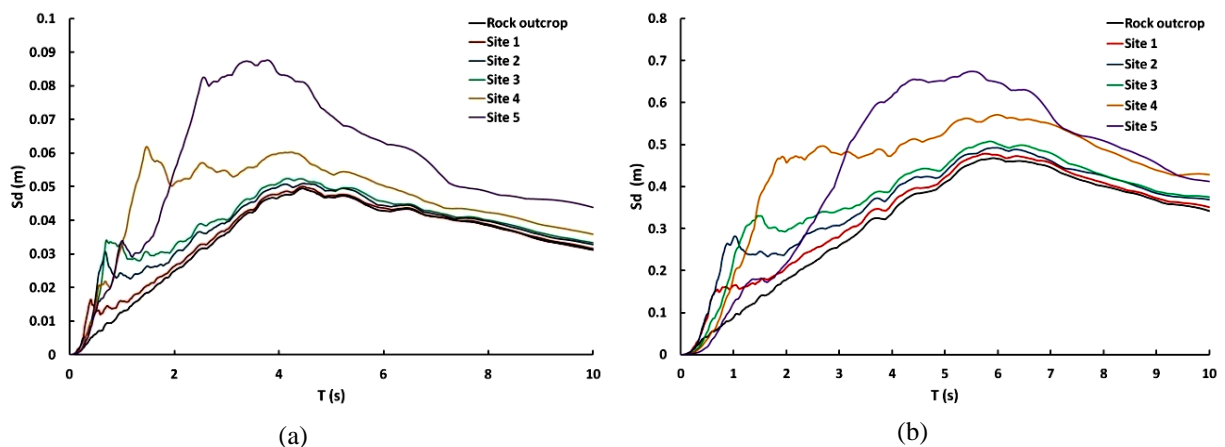 0.1
0.09
0.08
0.07
0.06
0.05
0.04
0.03
0.02
0.01
0
Sd (m)
0 2 4 6 8 10
T (s)
Rock outcrop
Site 1
Site 2
Site 3
Site 4
Site 5
(a)
0.8
0.7
0.6
0.5
0.4
0.3
0.2
0.1
0
Sd (m)
0 1 2 3 4 5 6 7 8 9 10
T (s)
Rock outcrop
Site 1
Site 2
Site 3
Site 4
Site 5
(b)